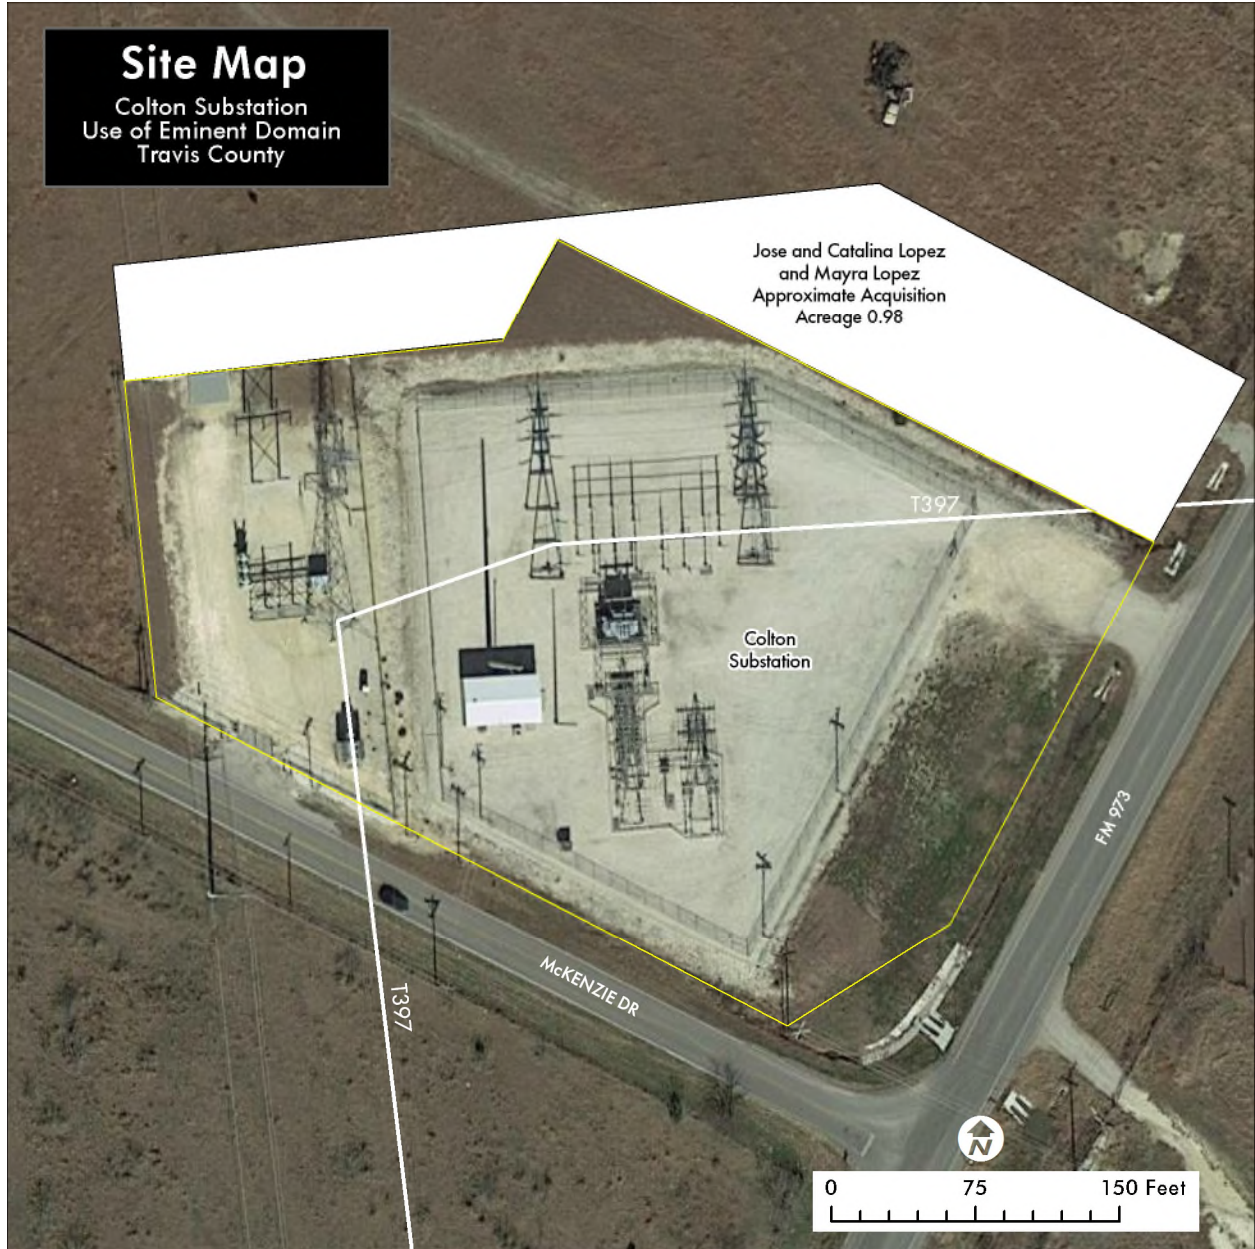 Site Map
Colton Substation
Use of Eminent Domain
Travis County
Jose and Catalina Lopez
and Mayra Lopez
Approximate Acquisition
Acreage 0.98
T397
Colton
Substation
FM 973
McKENZIE DR
T397
N
0 75 150 Feet